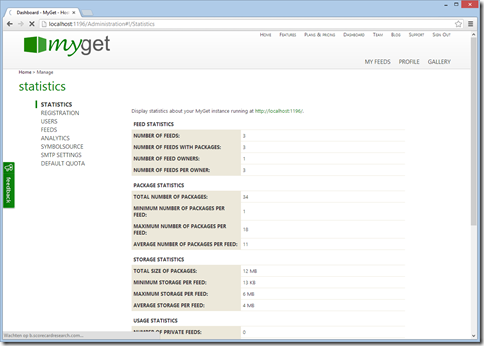 Dashboard - MyGet - Hos
localhost:1196/Administration#!/Statistics
myget
Home Features Plans & pricing Dashboard Team Blog Support Sign Out
MY FEEDS PROFILE GALLERY
Home > Manage
statistics
STATISTICS
REGISTRATION
USERS
FEEDS
ANALYTICS
SYMBOLSOURCE
SMTP SETTINGS
DEFAULT QUOTA
feedback
Display statistics about your MyGet instance running at http://localhost:1196/.
FEED STATISTICS
NUMBER OF FEEDS: 3
NUMBER OF FEEDS WITH PACKAGES: 3
NUMBER OF FEED OWNERS: 1
NUMBER OF FEEDS PER OWNER: 3
PACKAGE STATISTICS
TOTAL NUMBER OF PACKAGES: 34
MINIMUM NUMBER OF PACKAGES PER
FEED: 1
MAXIMUM NUMBER OF PACKAGES PER
FEED: 18
AVERAGE NUMBER OF PACKAGES PER FEED: 11
STORAGE STATISTICS
TOTAL SIZE OF PACKAGES: 12 MB
MINIMUM STORAGE PER FEED: 13 KB
MAXIMUM STORAGE PER FEED: 6 MB
AVERAGE STORAGE PER FEED: 4 MB
USAGE STATISTICS
NUMBER OF PRIVATE FEEDS: 0
Wachten op b.scorecardresearch.com...